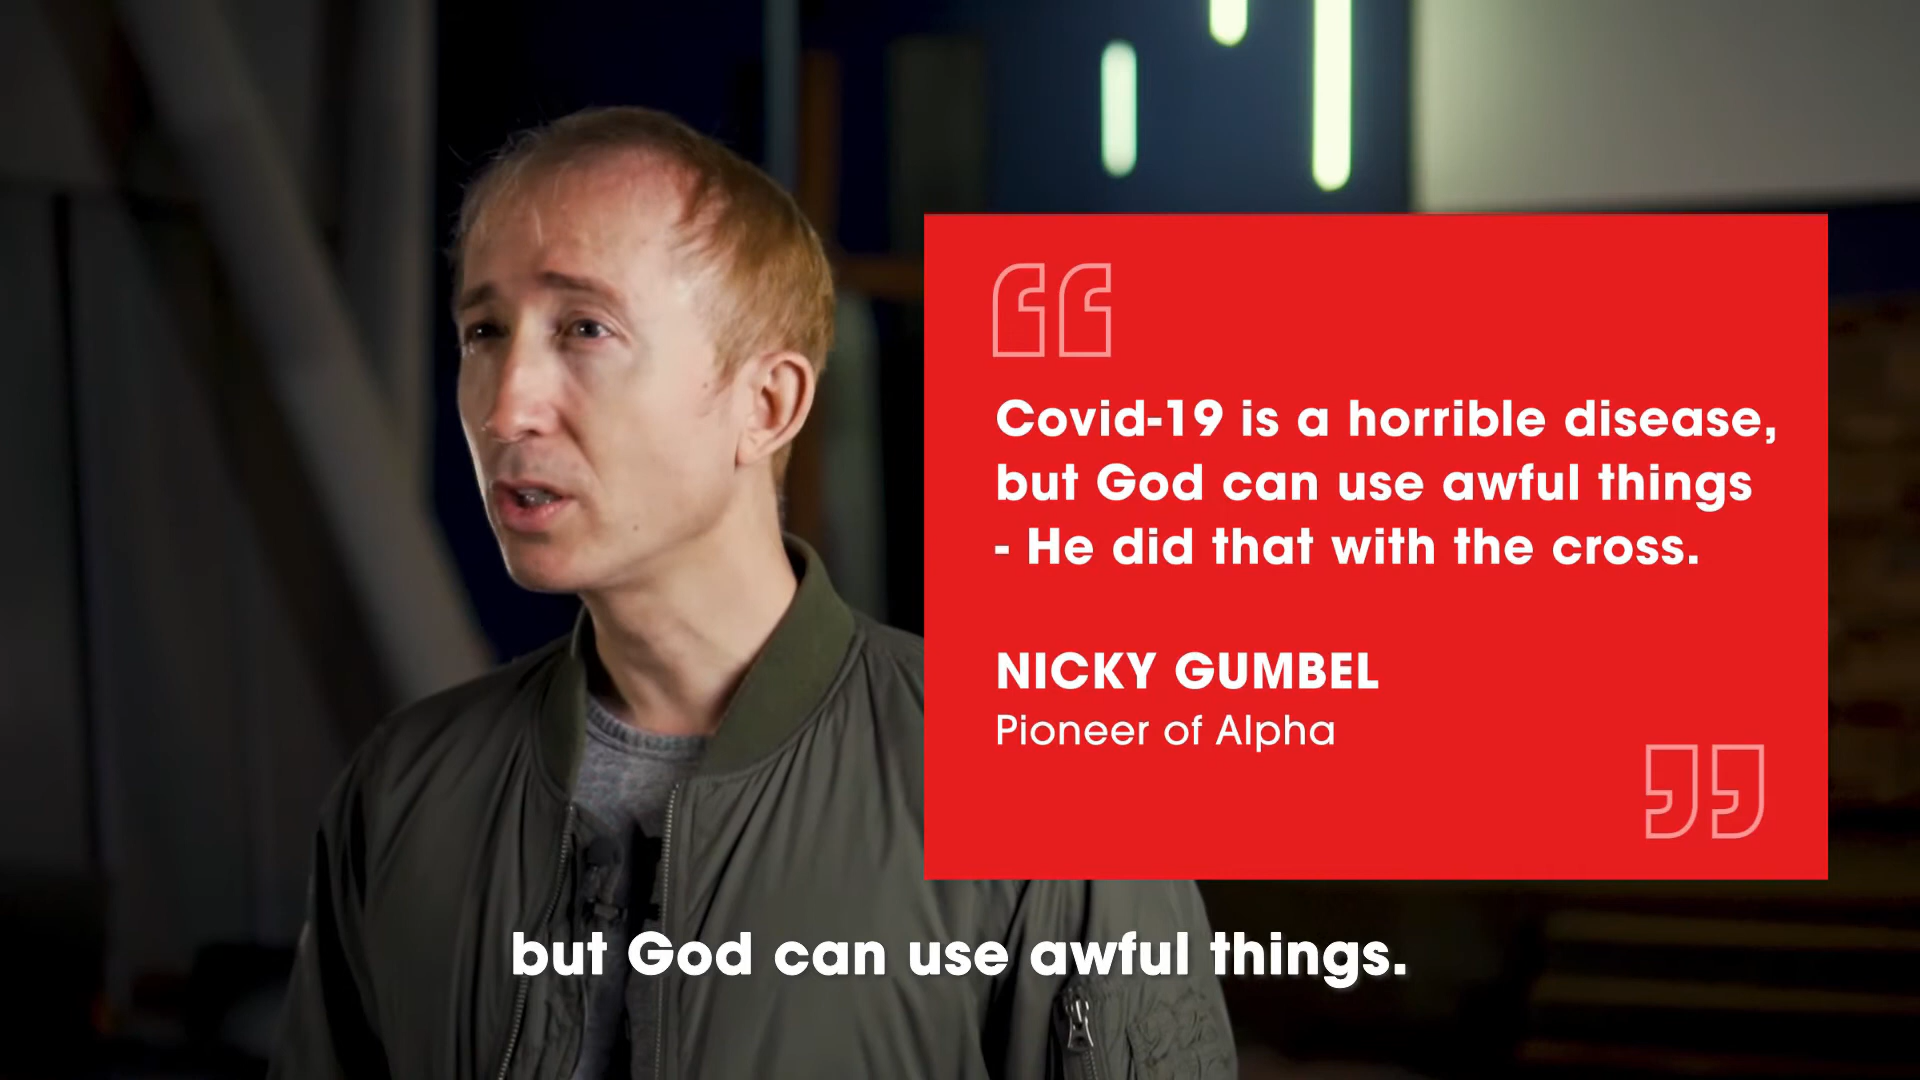 Covid-19 is a horrible disease,
but God can use awful things
- He did that with the cross.
NICKY GUMBEL
Pioneer of Alpha
but God can use awful things.